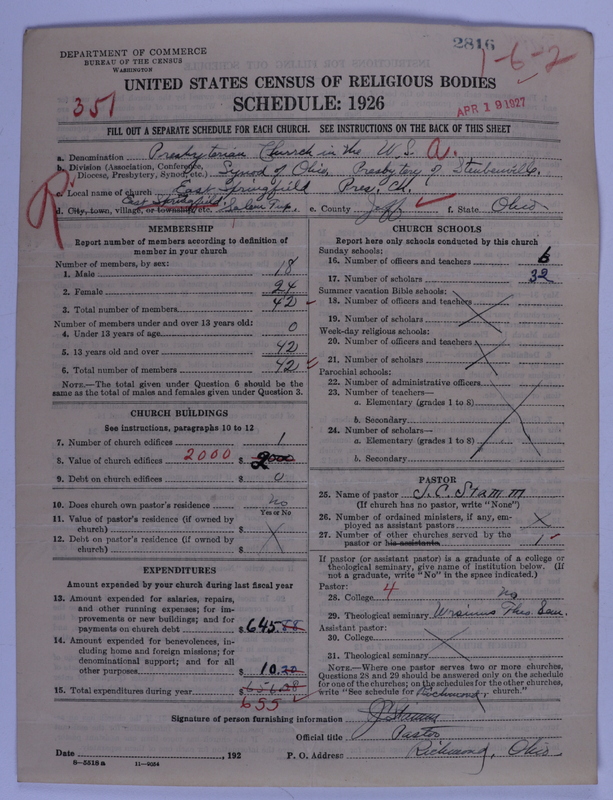 2816
1-6-2
DEPARTMENT OF COMMERCE
BUREAU OF THE CENSUS
WASHINGTON
UNITED STATES CENSUS OF RELIGIOUS BODIES
351
SCHEDULE: 1926
APR 19 1927
FILL OUT A SEPARATE SCHEDULE FOR EACH CHURCH. SEE INSTRUCTIONS ON THE BACK OF THIS SHEET
a. Denomination Presbyterian Church in the U. S. a.
b. Division (Association, Conference, Diocese, Presbytery, Synod, etc.) Synod of Ohio, Presbytery of Steubenville.
c. Local name of church East Springfield Pres. Ch.
East Springfield,
d. City, town, village, or township, etc. Salem Twp. e. County Jeff f. State Ohio
R
MEMBERSHIP
Report number of members according to definition of member in your church
Number of members, by sex:
1. Male 18
2. Female 24
3. Total number of members 42
Number of members under and over 13 years old:
4. Under 13 years of age 0
5. 13 years old and over 42
6. Total number of members 42
NOTE.—The total given under Question 6 should be the same as the total of males and females given under Question 3.
CHURCH BUILDINGS
See instructions, paragraphs 10 to 12
7. Number of church edifices 1
8. Value of church edifices 2000 $ 2000
9. Debt on church edifices $ 0
10. Does church own pastor's residence No
Yes or No
11. Value of pastor's residence (if owned by church) $
12. Debt on pastor's residence (if owned by church) $
EXPENDITURES
Amount expended by your church during last fiscal year
13. Amount expended for salaries, repairs, and other running expenses; for improvements or new buildings; and for payments on church debt $ 645.88
14. Amount expended for benevolences, including home and foreign missions; for denominational support; and for all other purposes $ 10.20
15. Total expenditures during year $ 656.08
655
CHURCH SCHOOLS
Report here only schools conducted by this church
Sunday schools:
16. Number of officers and teachers 6
17. Number of scholars 32
Summer vacation Bible schools:
18. Number of officers and teachers
19. Number of scholars
Week-day religious schools:
20. Number of officers and teachers
21. Number of scholars
Parochial schools:
22. Number of administrative officers
23. Number of teachers—
a. Elementary (grades 1 to 8)
b. Secondary
24. Number of scholars—
a. Elementary (grades 1 to 8)
b. Secondary
PASTOR
25. Name of pastor J. C. Stamm
(If church has no pastor, write "None")
26. Number of ordained ministers, if any, employed as assistant pastors
27. Number of other churches served by the pastor or his assistants 1
If pastor (or assistant pastor) is a graduate of a college or theological seminary, give name of institution below. (If not a graduate, write "No" in the space indicated.)
Pastor: 4
28. College No
29. Theological seminary Ursinus Theo. Sem.
Assistant pastor:
30. College
31. Theological seminary
NOTE.—Where one pastor serves two or more churches, Questions 28 and 29 should be answered only on the schedule for one of the churches; on the schedules for the other churches, write "See schedule for Richmond, church."
Signature of person furnishing information J C Stamm
Official title Pastor
Date , 192 P. O. Address Richmond, Ohio
8—5518a 11—9054